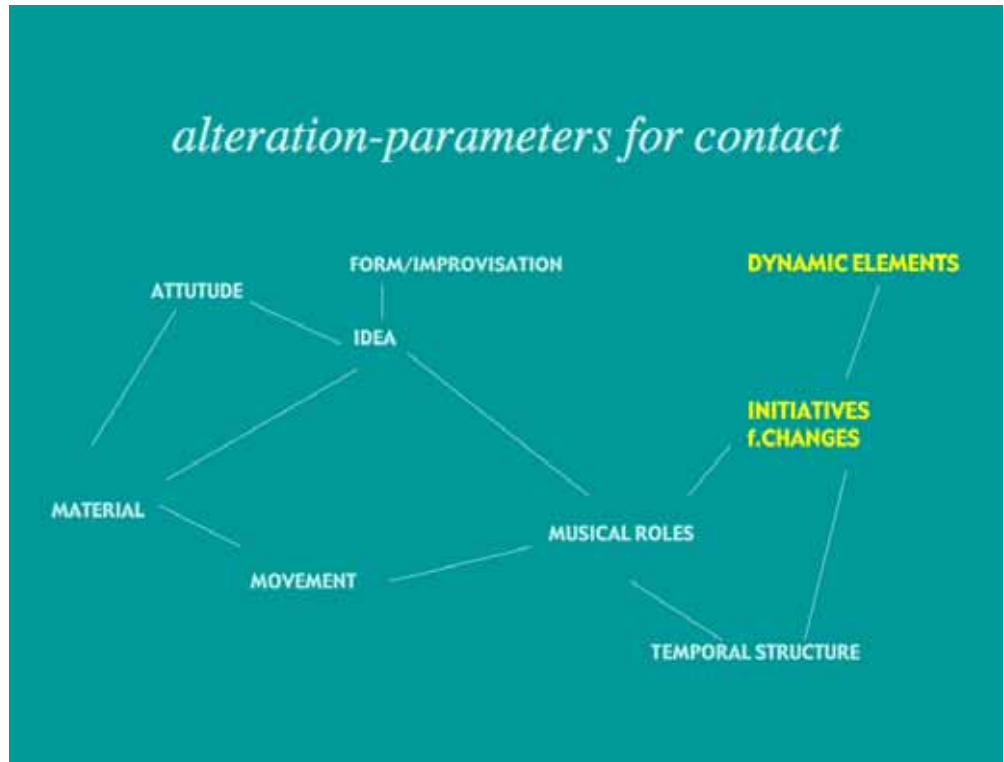 alteration-parameters for contact
FORM/IMPROVISATION
DYNAMIC ELEMENTS
ATTUTUDE
IDEA
INITIATIVES
f.CHANGES
MATERIAL
MUSICAL ROLES
MOVEMENT
TEMPORAL STRUCTURE